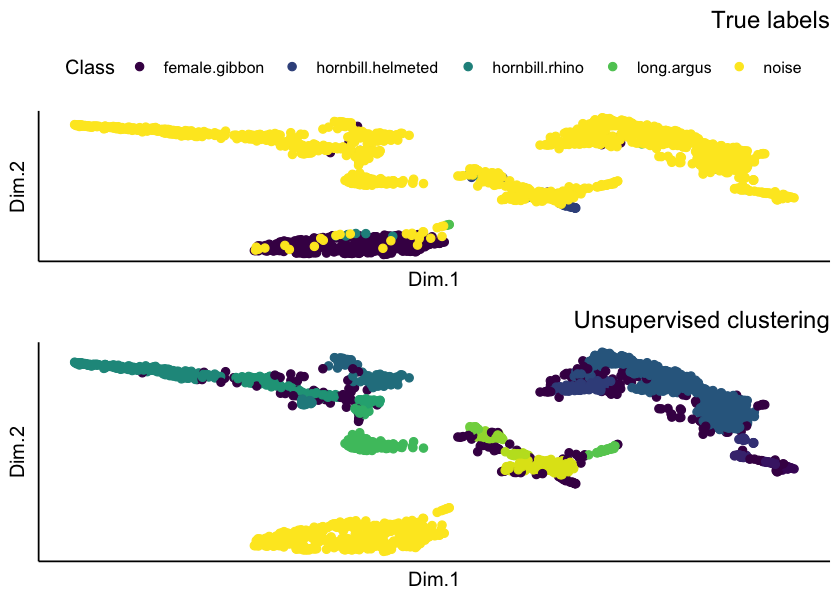 True labels
Class female.gibbon hornbill.helmeted hornbill.rhino long.argus noise
Dim.2
Dim.1
Unsupervised clustering
Dim.2
Dim.1